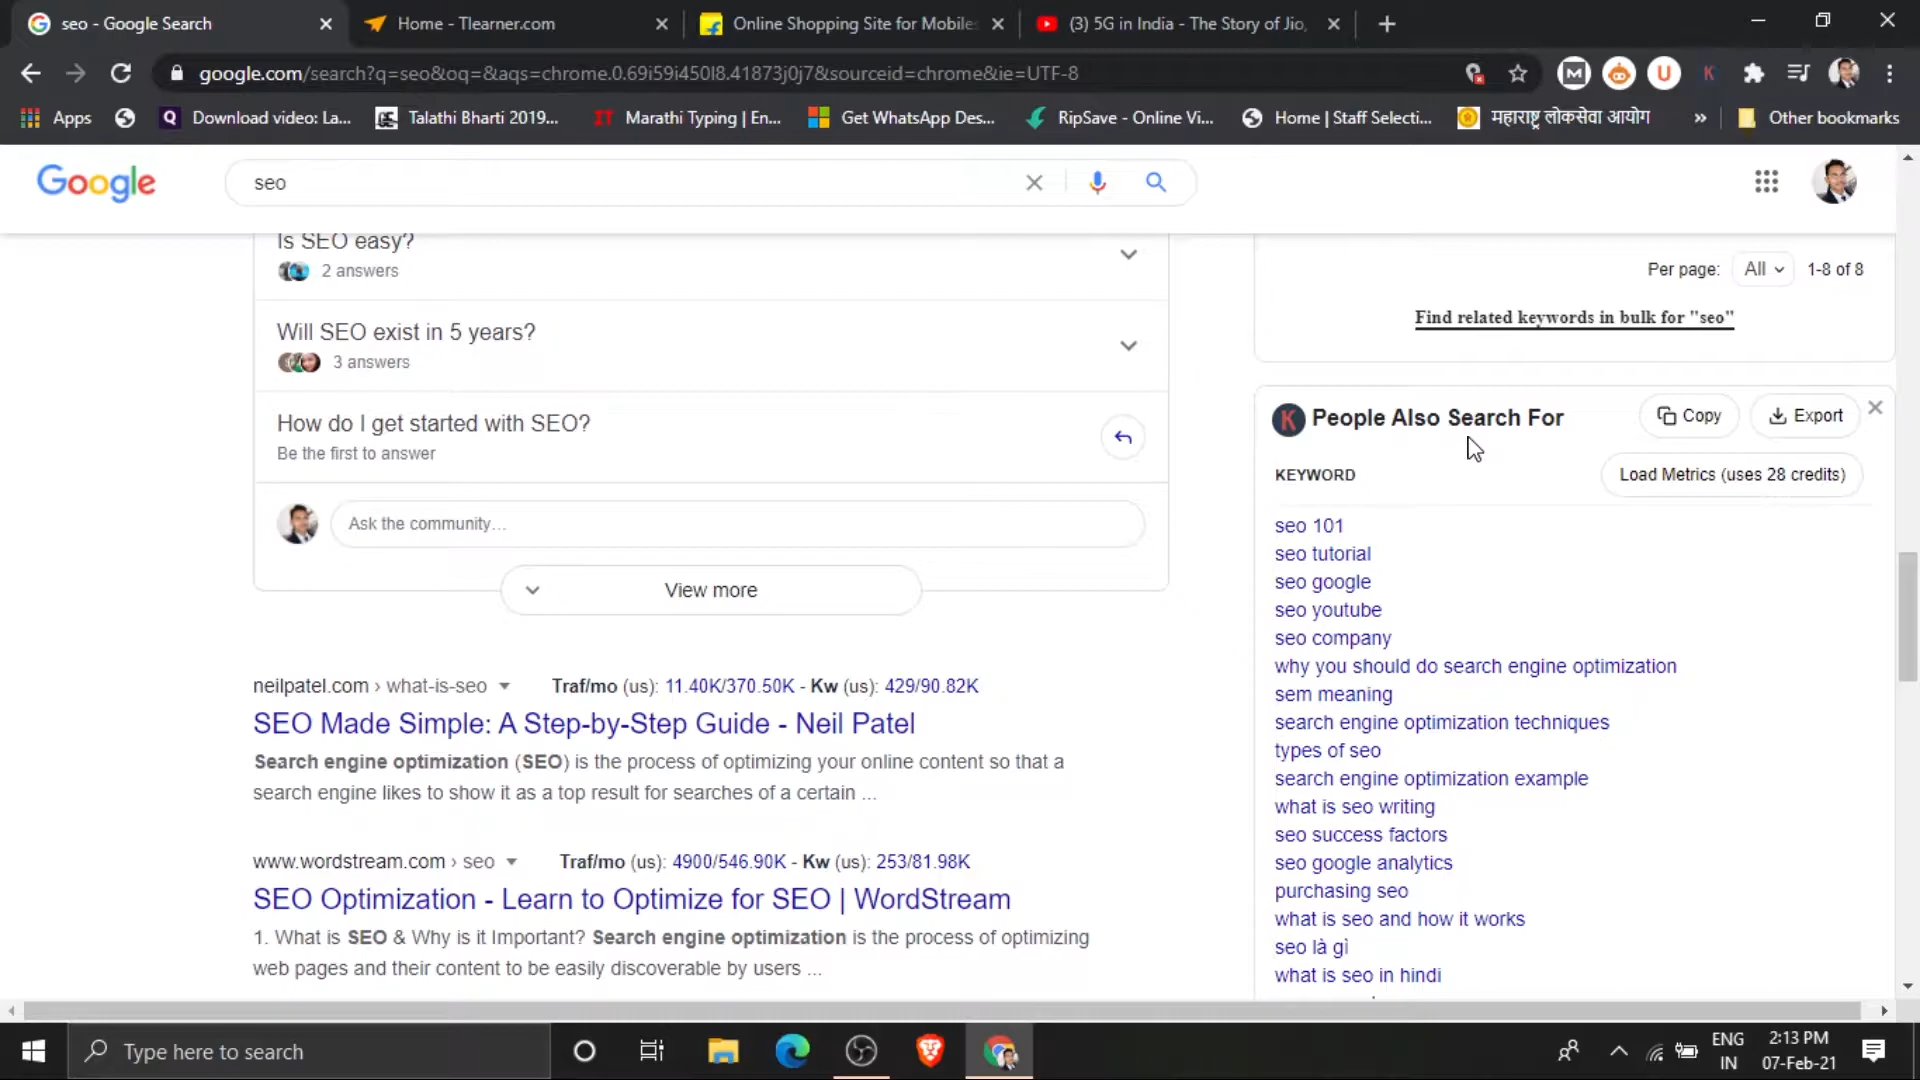 seo - Google Search
Home - Tlearner.com
Online Shopping Site for Mobiles
(3) 5G in India - The Story of Jio,
google.com/search?q=seo&oq=&aqs=chrome.0.69i59i450l8.41873j0j7&sourceid=chrome&ie=UTF-8
Apps
Download video: La...
Talathi Bharti 2019...
Marathi Typing | En...
Get WhatsApp Des...
RipSave - Online Vi...
Home | Staff Selecti...
महाराष्ट्र लोकसेवा आयोग
»
Other bookmarks
Google
seo
Is SEO easy?
2 answers
Will SEO exist in 5 years?
3 answers
How do I get started with SEO?
Be the first to answer
Ask the community...
View more
neilpatel.com › what-is-seo
Traf/mo (us): 11.40K/370.50K - Kw (us): 429/90.82K
SEO Made Simple: A Step-by-Step Guide - Neil Patel
Search engine optimization (SEO) is the process of optimizing your online content so that a
search engine likes to show it as a top result for searches of a certain ...
www.wordstream.com › seo
Traf/mo (us): 4900/546.90K - Kw (us): 253/81.98K
SEO Optimization - Learn to Optimize for SEO | WordStream
1. What is SEO & Why is it Important? Search engine optimization is the process of optimizing
web pages and their content to be easily discoverable by users ...
Per page: All 1-8 of 8
Find related keywords in bulk for "seo"
K People Also Search For
Copy
Export
KEYWORD
Load Metrics (uses 28 credits)
seo 101
seo tutorial
seo google
seo youtube
seo company
why you should do search engine optimization
sem meaning
search engine optimization techniques
types of seo
search engine optimization example
what is seo writing
seo success factors
seo google analytics
purchasing seo
what is seo and how it works
seo là gì
what is seo in hindi
Type here to search
ENG
IN
2:13 PM
07-Feb-21